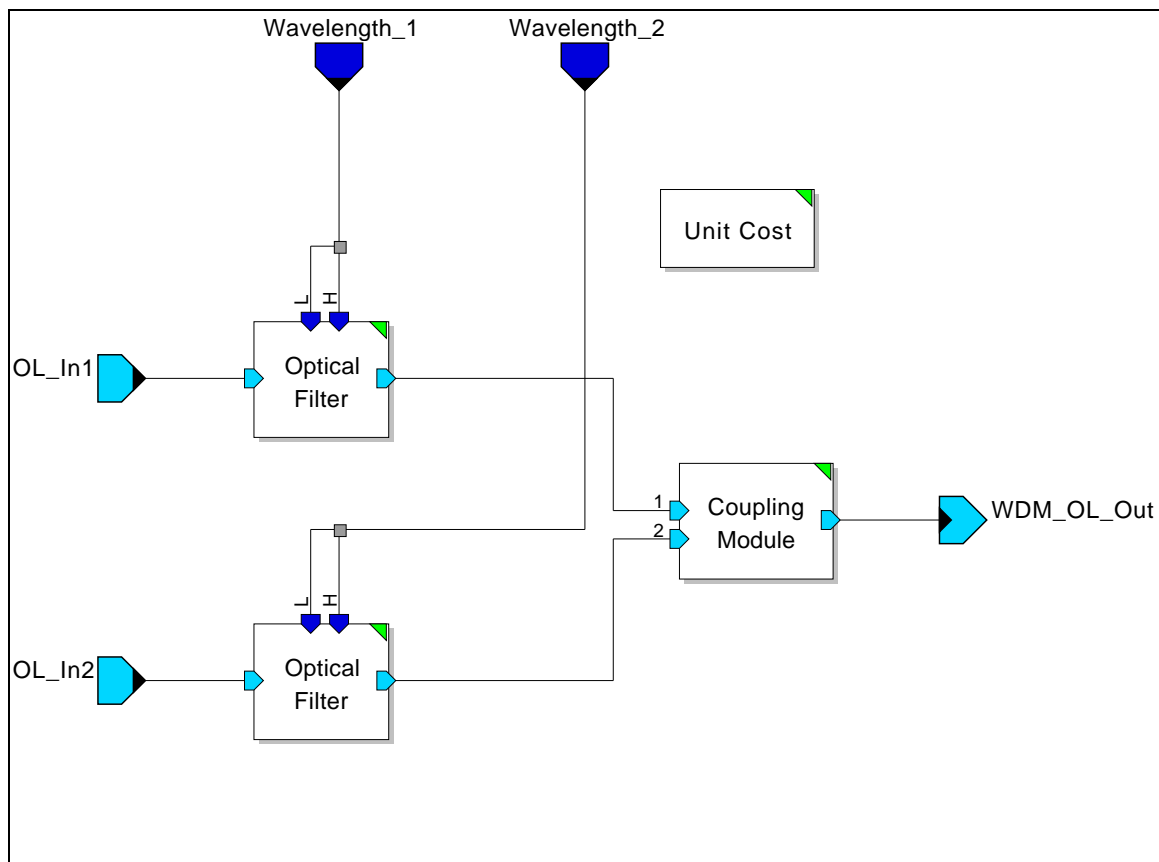 Wavelength_1
Wavelength_2
Unit Cost
L
H
OL_In1
Optical
Filter
1
2
Coupling
Module
WDM_OL_Out
L
H
OL_In2
Optical
Filter